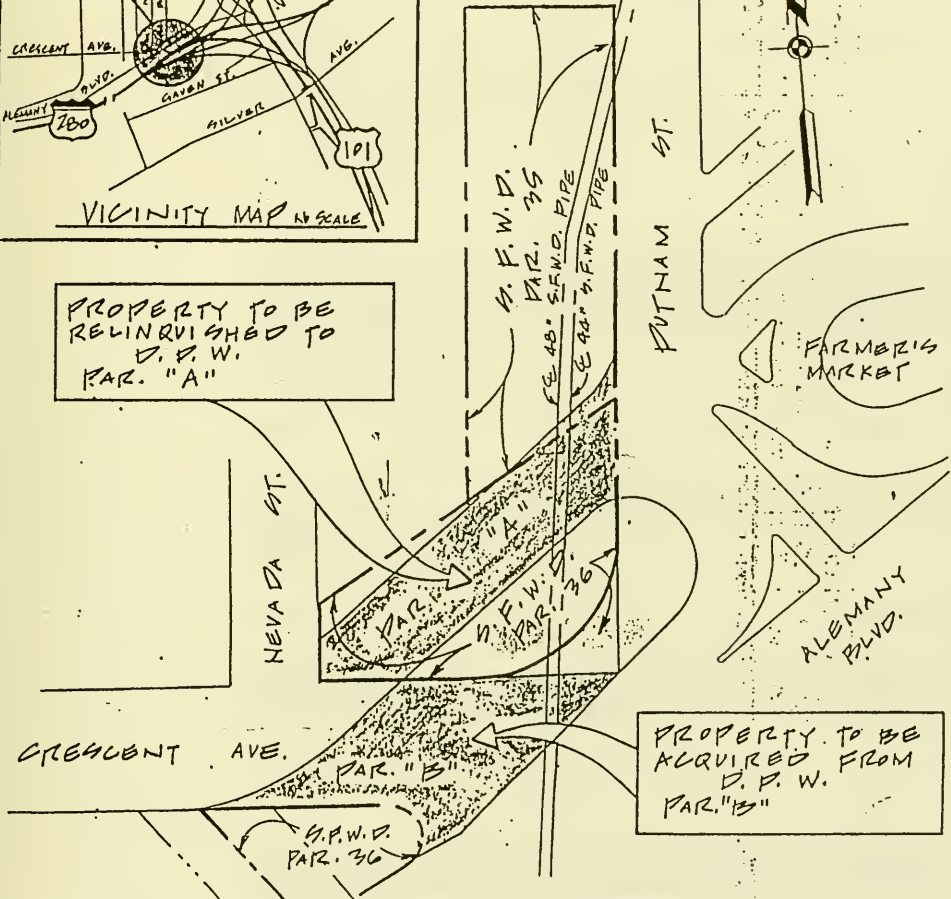 CRESCENT AVE.
BLVD.
ALEMANY
GAVEN ST.
AVE.
SILVER
280
101
VICINITY MAP NO SCALE
S.F.W.D.
PAR. 35
℄ 48" S.F.W.D. PIPE
℄ 44" S.F.W.D. PIPE
PUTNAM ST.
PROPERTY TO BE
RELINQUISHED TO
D.P.W.
PAR. "A"
FARMER'S
MARKET
NEVADA ST.
PAR. "A"
S.F.W.D.
PAR. 36
ALEMANY
BLVD.
CRESCENT AVE.
PAR. "B"
PROPERTY TO BE
ACQUIRED FROM
D.P.W.
PAR. "B"
S.F.W.D.
PAR. 36